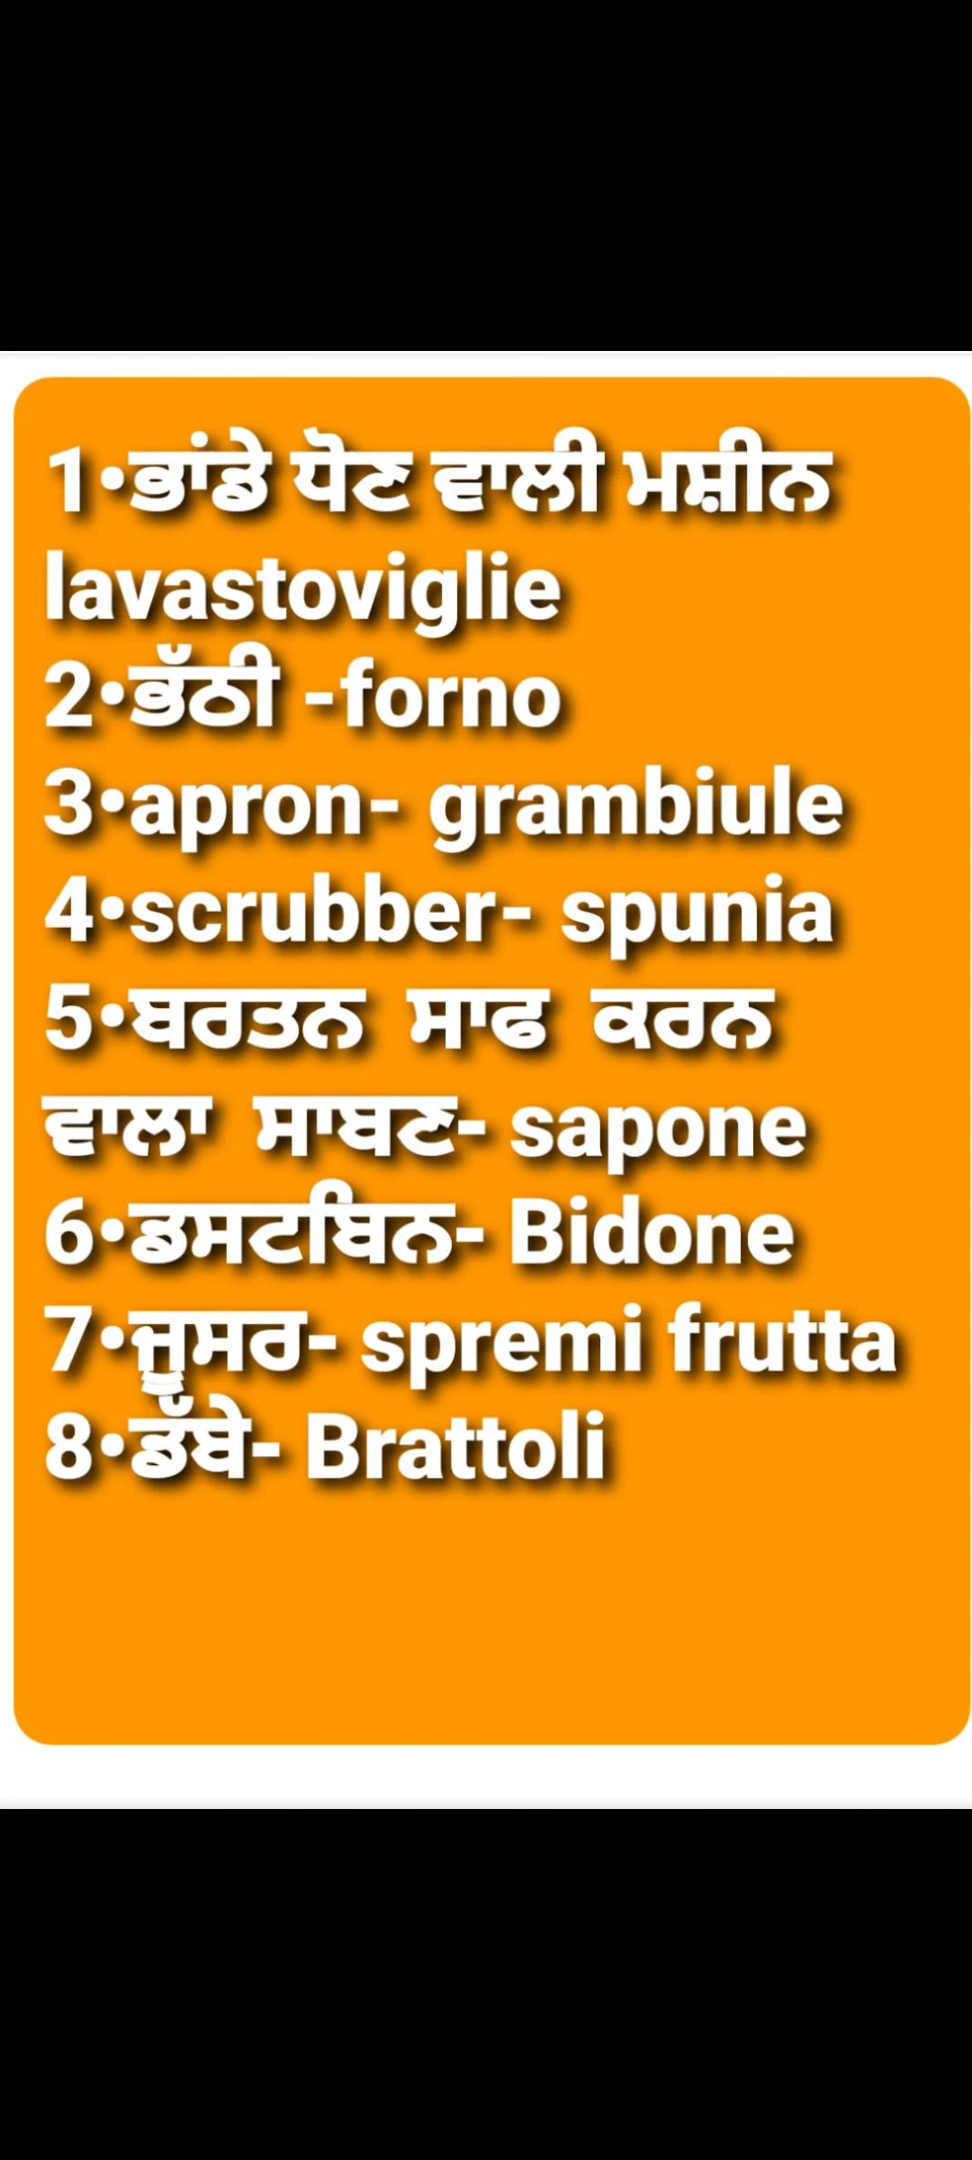 1•ਭਾਂਡੇ ਧੋਣ ਵਾਲੀ ਮਸ਼ੀਨ
lavastoviglie
2•ਭੱਠੀ -forno
3•apron- grambiule
4•scrubber- spunia
5•ਬਰਤਨ ਸਾਫ ਕਰਨ
ਵਾਲਾ ਸਾਬਣ- sapone
6•ਡਸਟਬਿਨ- Bidone
7•ਜੂਸਰ- spremi frutta
8•ਡੱਬੇ- Brattoli